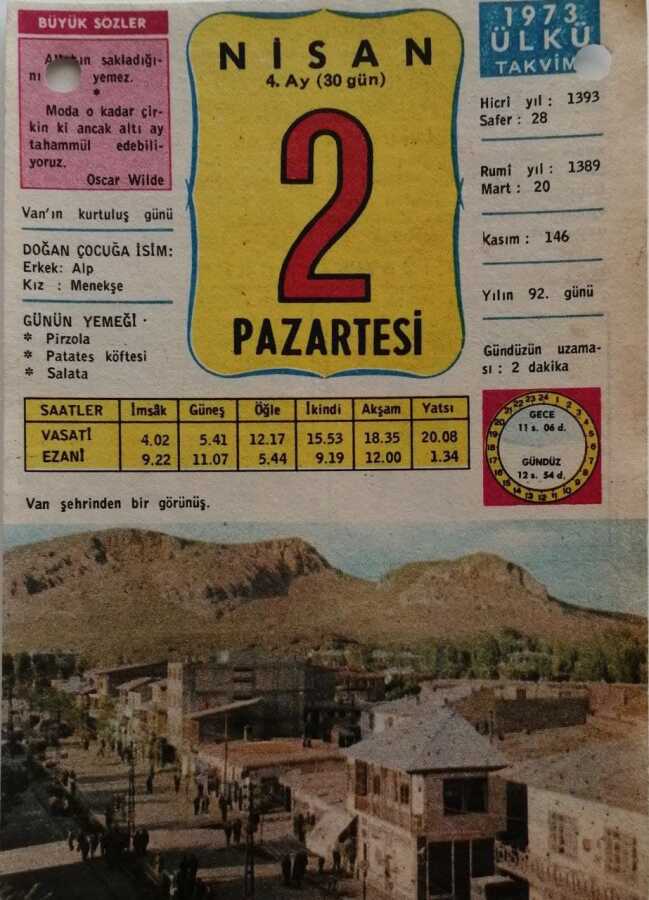 BÜYÜK SÖZLER
sakladığı-
nı yemez.
*
Moda o kadar çir-
kin ki ancak altı ay
tahammül edebili-
yoruz.
Oscar Wilde
Van'ın kurtuluş günü
DOĞAN ÇOCUĞA İSİM:
Erkek: Alp
Kız : Menekşe
GÜNÜN YEMEĞİ ·
* Pirzola
* Patates köftesi
* Salata
NİSAN
4. Ay (30 gün)
2
PAZARTESİ
1973
ÜLKÜ
TAKVİM
Hicrî yıl : 1393
Safer : 28
Rumî yıl : 1389
Mart : 20
Kasım : 146
Yılın 92. günü
Gündüzün uzama-
sı : 2 dakika
SAATLER İmsâk Güneş Öğle İkindi Akşam Yatsı
VASATÎ 4.02 5.41 12.17 15.53 18.35 20.08
EZANÎ 9.22 11.07 5.44 9.19 12.00 1.34
GECE
11 s. 06 d.
GÜNDÜZ
12 s. 54 d.
Van şehrinden bir görünüş.